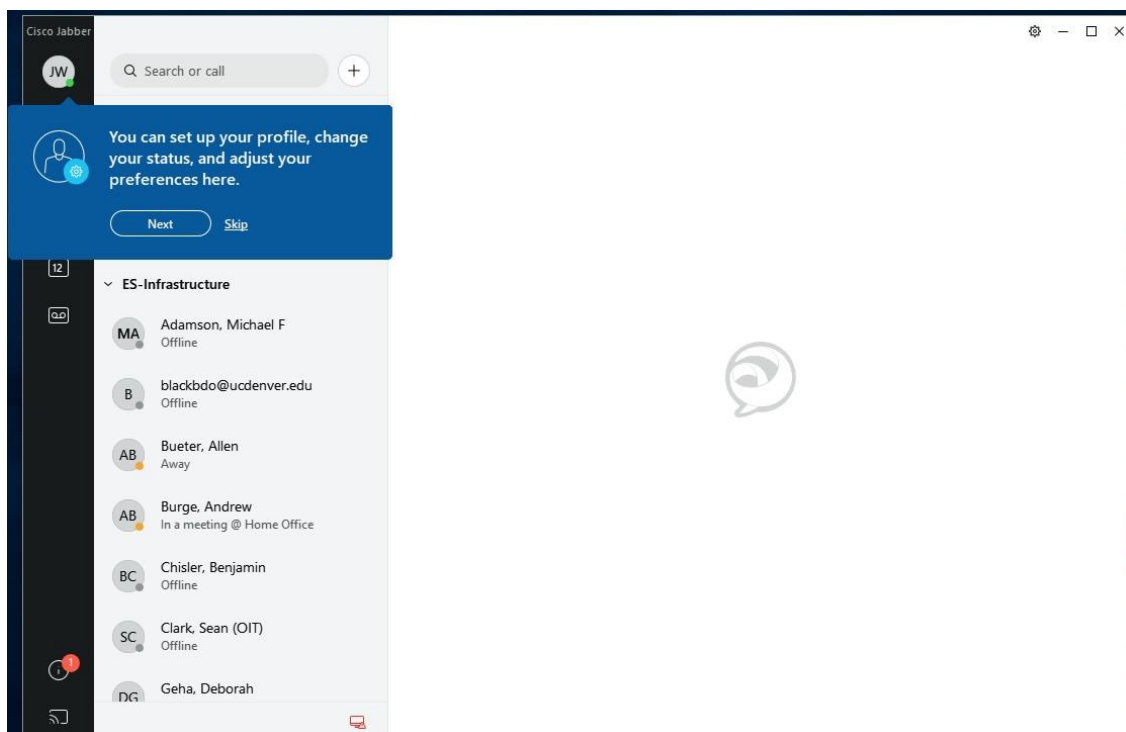 Cisco Jabber
JW
Search or call
You can set up your profile, change
your status, and adjust your
preferences here.
Next
Skip
12
ES-Infrastructure
MA
Adamson, Michael F
Offline
B
blackbdo@ucdenver.edu
Offline
AB
Bueter, Allen
Away
AB
Burge, Andrew
In a meeting @ Home Office
BC
Chisler, Benjamin
Offline
SC
Clark, Sean (OIT)
Offline
1
DG
Geha, Deborah